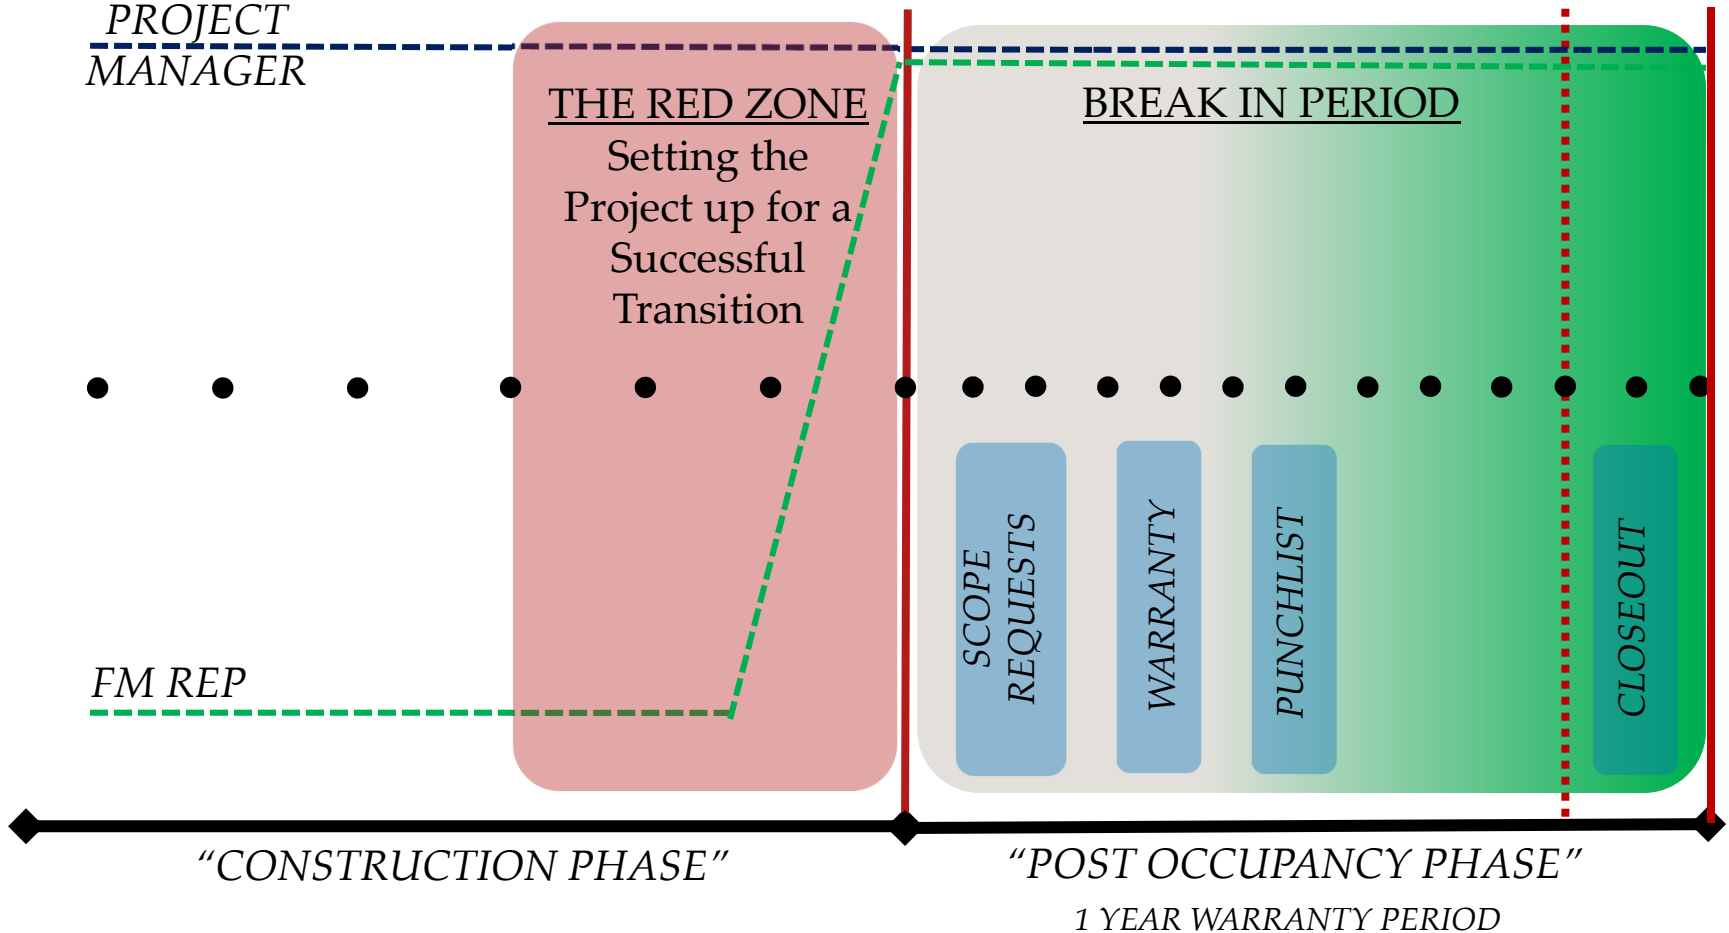 PROJECT
MANAGER
THE RED ZONE
Setting the
Project up for a
Successful
Transition
BREAK IN PERIOD
FM REP
SCOPE
REQUESTS
WARRANTY
PUNCHLIST
CLOSEOUT
“CONSTRUCTION PHASE”
“POST OCCUPANCY PHASE”
1 YEAR WARRANTY PERIOD